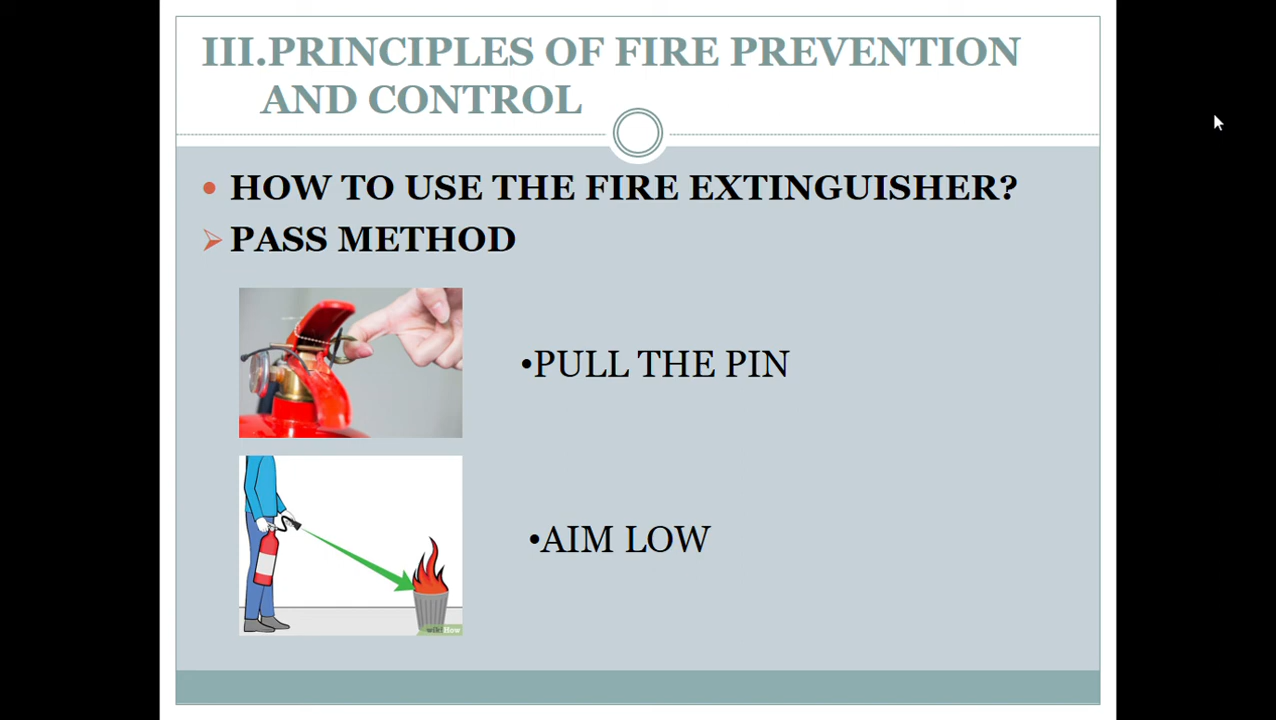 III.PRINCIPLES OF FIRE PREVENTION
AND CONTROL
• HOW TO USE THE FIRE EXTINGUISHER?
➢ PASS METHOD
•PULL THE PIN
•AIM LOW
wikiHow